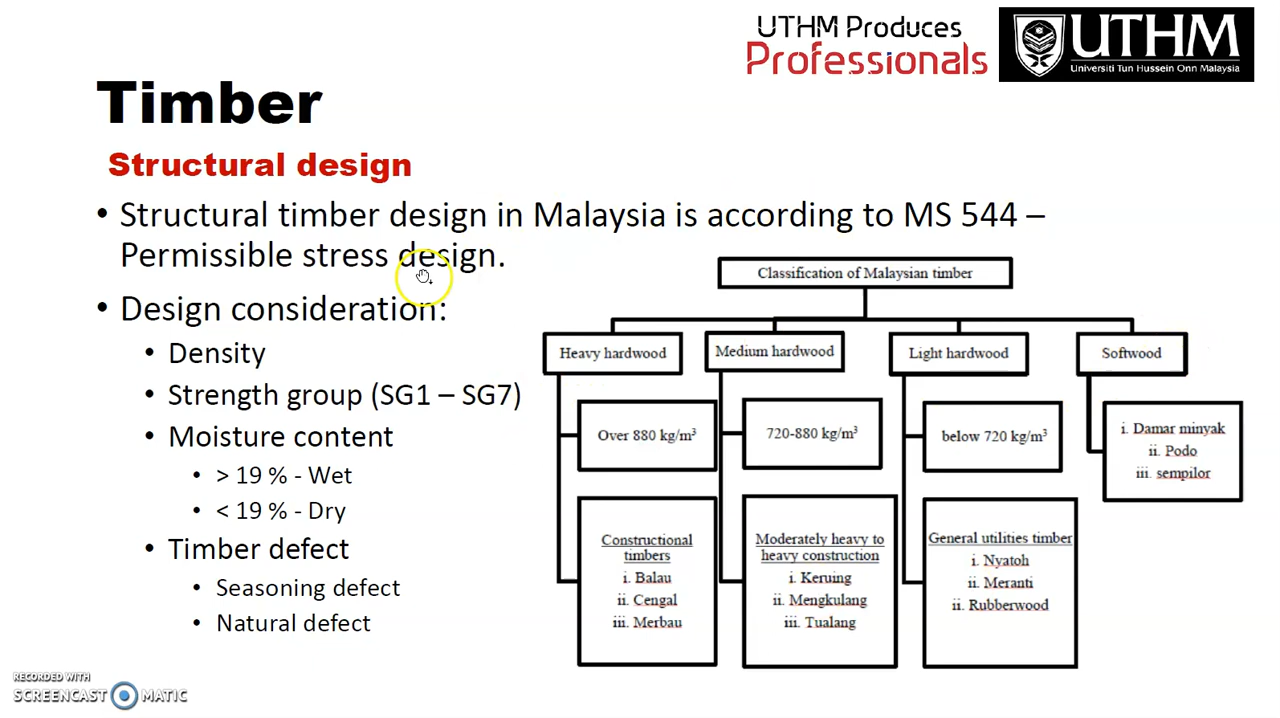 UTHM Produces
Professionals
UTHM
Universiti Tun Hussein Onn Malaysia
Timber
Structural design
• Structural timber design in Malaysia is according to MS 544 –
Permissible stress design.
• Design consideration:
• Density
• Strength group (SG1 – SG7)
• Moisture content
• > 19 % - Wet
• < 19 % - Dry
• Timber defect
• Seasoning defect
• Natural defect
Classification of Malaysian timber
Heavy hardwood
Over 880 kg/m³
Constructional
timbers
i. Balau
ii. Cengal
iii. Merbau
Medium hardwood
720-880 kg/m³
Moderately heavy to
heavy construction
i. Keruing
ii. Mengkulang
iii. Tualang
Light hardwood
below 720 kg/m³
General utilities timber
i. Nyatoh
ii. Meranti
ii. Rubberwood
Softwood
i. Damar minyak
ii. Podo
iii. sempilor
RECORDED WITH
SCREENCAST MATIC